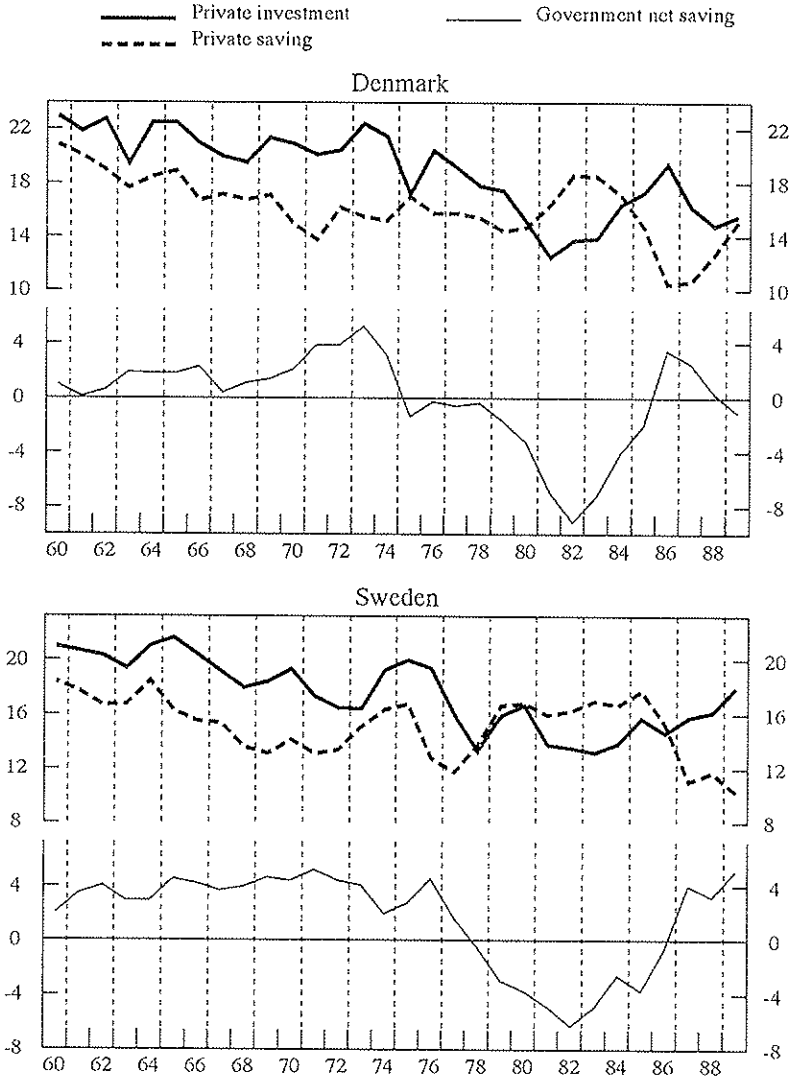 Private investment Government net saving
Private saving
Denmark
22 22
18 18
14 14
10 10
4 4
0 0
-4 -4
-8 -8
60 62 64 66 68 70 72 74 76 78 80 82 84 86 88
Sweden
20 20
16 16
12 12
8 8
4 4
0 0
-4 -4
-8 -8
60 62 64 66 68 70 72 74 76 78 80 82 84 86 88